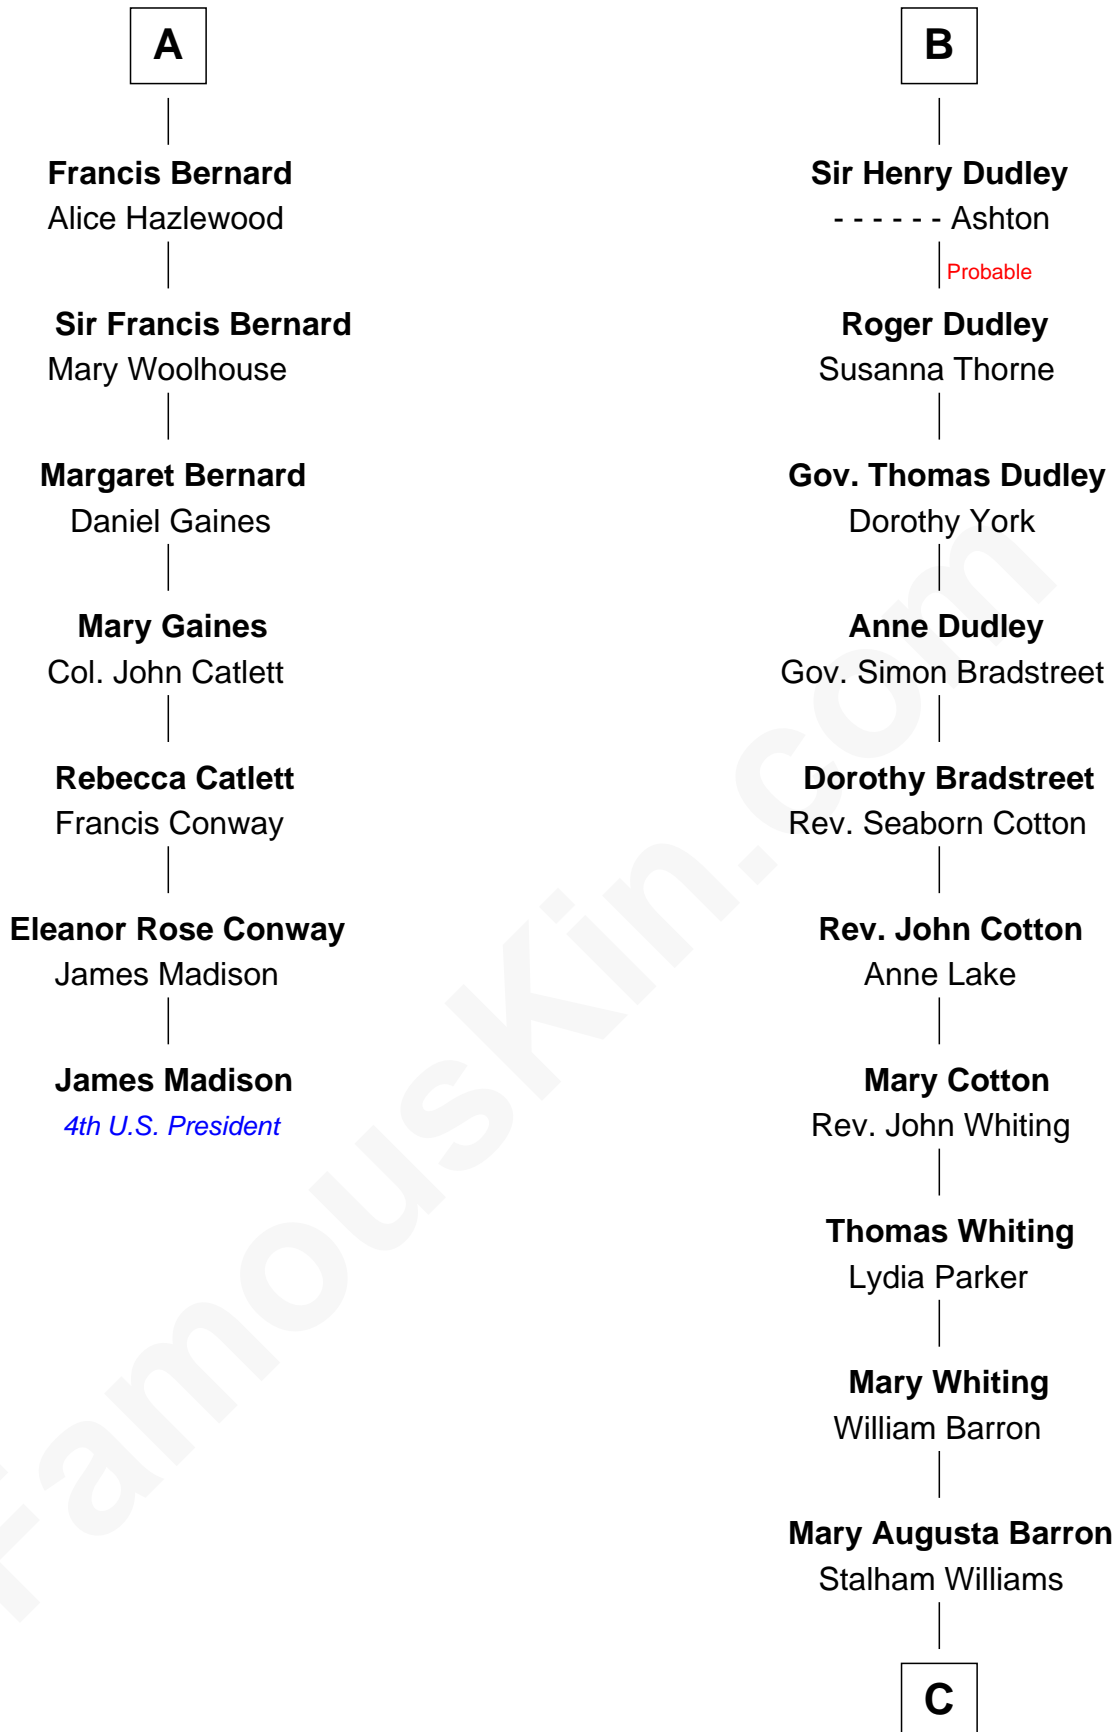 A
Francis Bernard
Alice Hazlewood
Sir Francis Bernard
Mary Woolhouse
Margaret Bernard
Daniel Gaines
Mary Gaines
Col. John Catlett
Rebecca Catlett
Francis Conway
Eleanor Rose Conway
James Madison
James Madison
4th U.S. President
B
Sir Henry Dudley
- - - - - - Ashton
Probable
Roger Dudley
Susanna Thorne
Gov. Thomas Dudley
Dorothy York
Anne Dudley
Gov. Simon Bradstreet
Dorothy Bradstreet
Rev. Seaborn Cotton
Rev. John Cotton
Anne Lake
Mary Cotton
Rev. John Whiting
Thomas Whiting
Lydia Parker
Mary Whiting
William Barron
Mary Augusta Barron
Stalham Williams
C
FamousKin.com